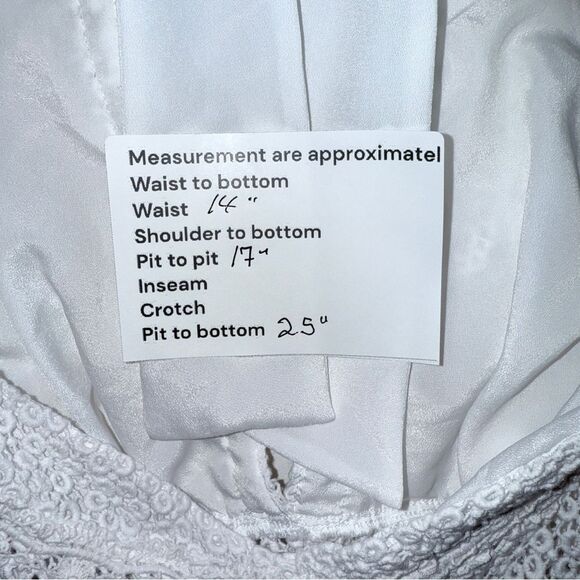 Measurement are approximatel
Waist to bottom
Waist 14"
Shoulder to bottom
Pit to pit 17"
Inseam
Crotch
Pit to bottom 25"